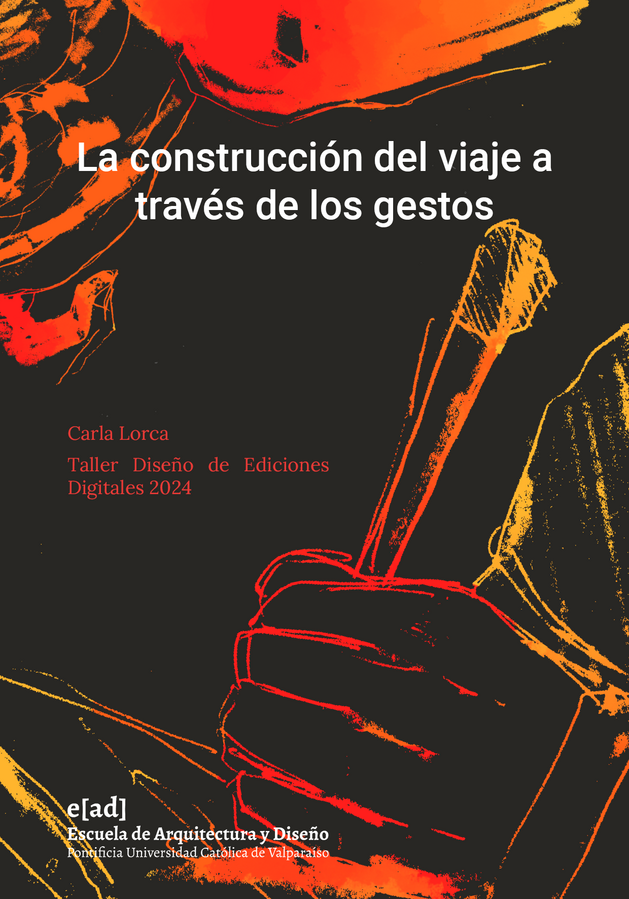 La construcción del viaje a
través de los gestos
Carla Lorca
Taller Diseño de Ediciones
Digitales 2024
e[ad]
Escuela de Arquitectura y Diseño
Pontificia Universidad Católica de Valparaíso